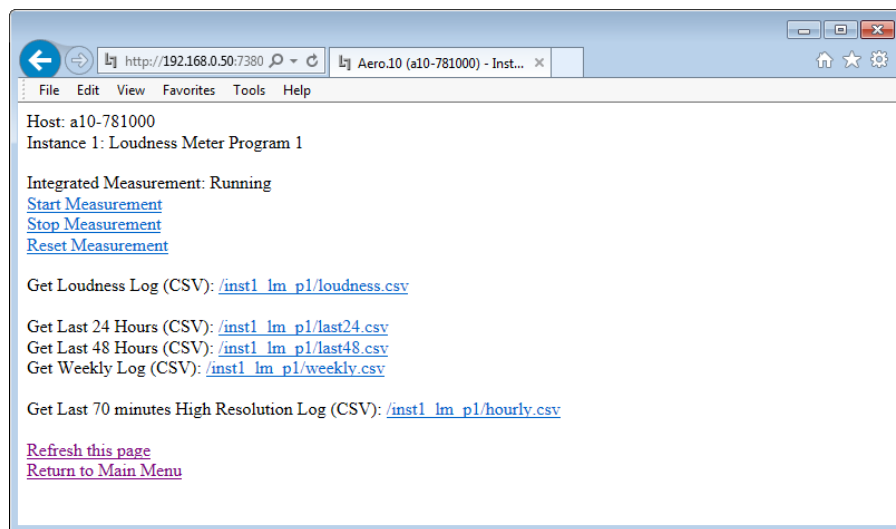 http://192.168.0.50:7380
Aero.10 (a10-781000) - Inst...
File Edit View Favorites Tools Help
Host: a10-781000
Instance 1: Loudness Meter Program 1
Integrated Measurement: Running
Start Measurement
Stop Measurement
Reset Measurement
Get Loudness Log (CSV): /inst1_lm_p1/loudness.csv
Get Last 24 Hours (CSV): /inst1_lm_p1/last24.csv
Get Last 48 Hours (CSV): /inst1_lm_p1/last48.csv
Get Weekly Log (CSV): /inst1_lm_p1/weekly.csv
Get Last 70 minutes High Resolution Log (CSV): /inst1_lm_p1/hourly.csv
Refresh this page
Return to Main Menu